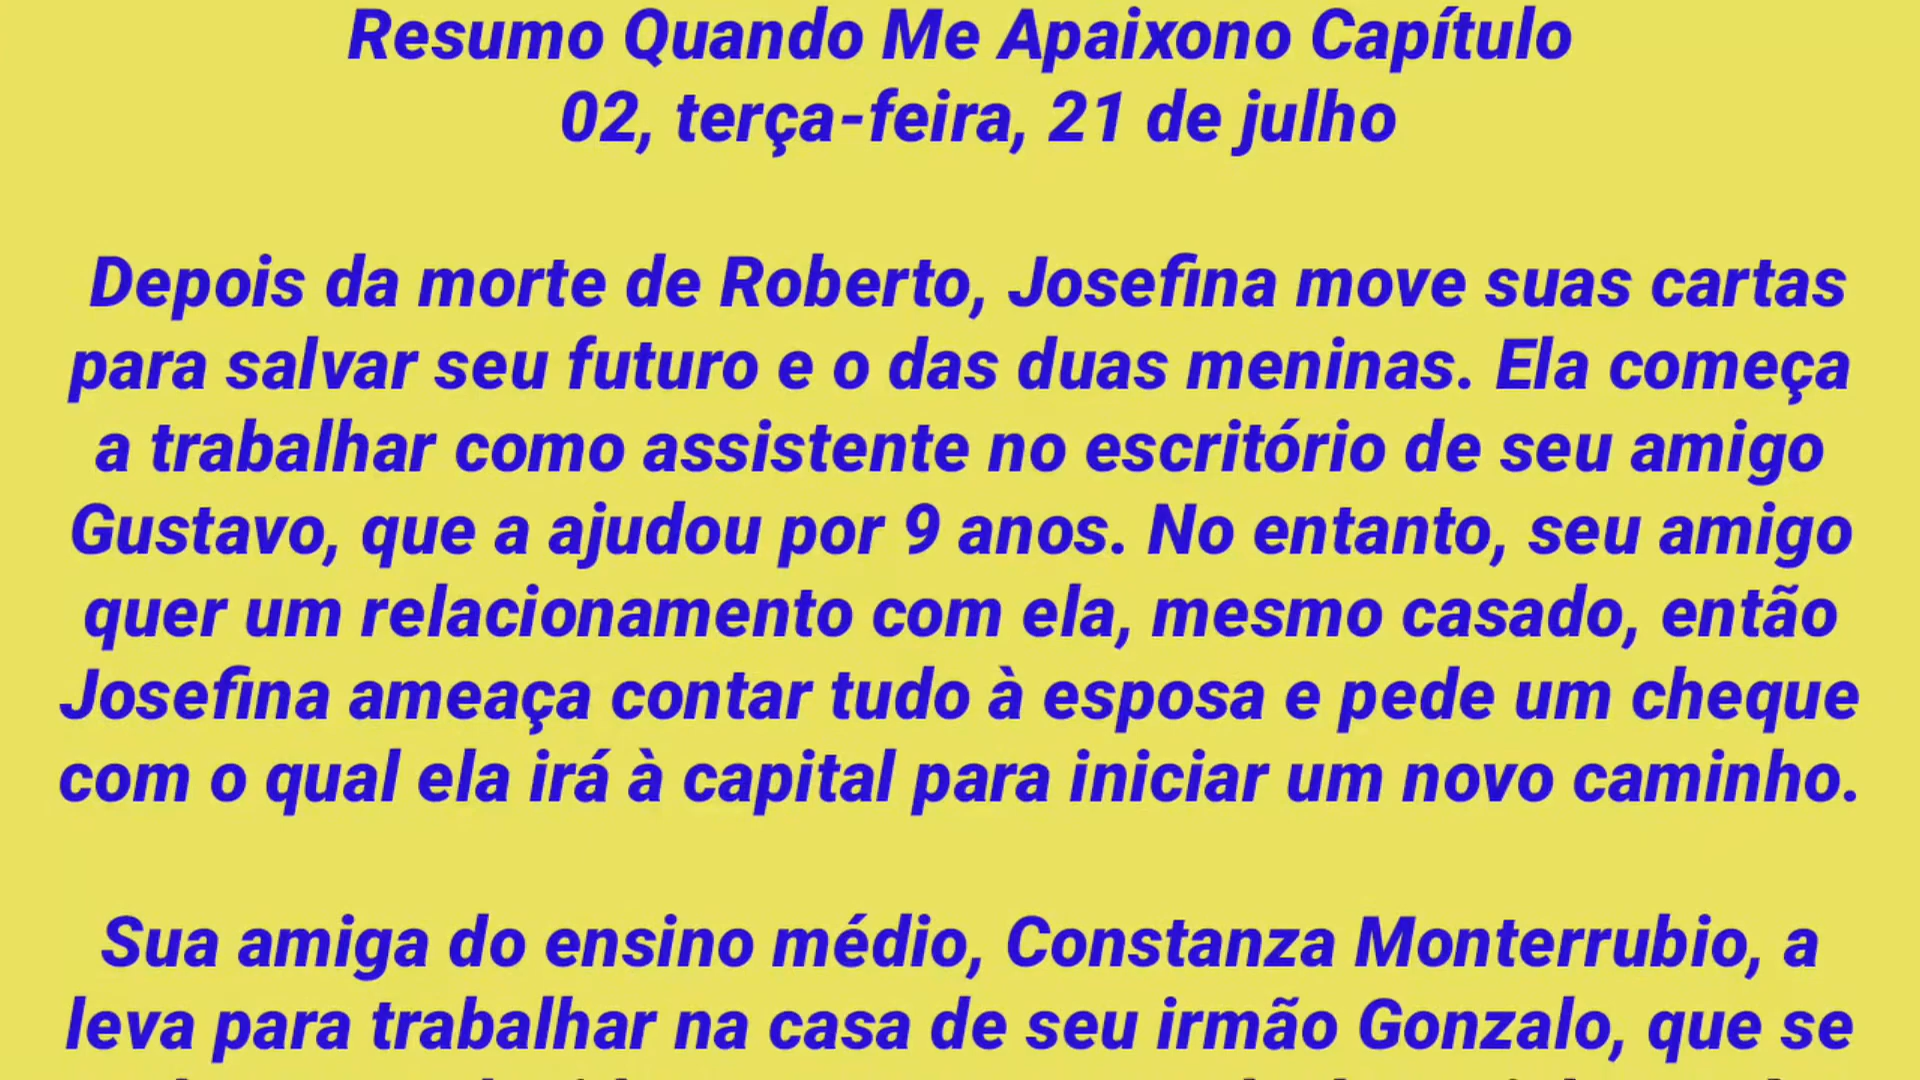 Resumo Quando Me Apaixono Capítulo
02, terça-feira, 21 de julho
Depois da morte de Roberto, Josefina move suas cartas
para salvar seu futuro e o das duas meninas. Ela começa
a trabalhar como assistente no escritório de seu amigo
Gustavo, que a ajudou por 9 anos. No entanto, seu amigo
quer um relacionamento com ela, mesmo casado, então
Josefina ameaça contar tudo à esposa e pede um cheque
com o qual ela irá à capital para iniciar um novo caminho.
Sua amiga do ensino médio, Constanza Monterrubio, a
leva para trabalhar na casa de seu irmão Gonzalo, que se